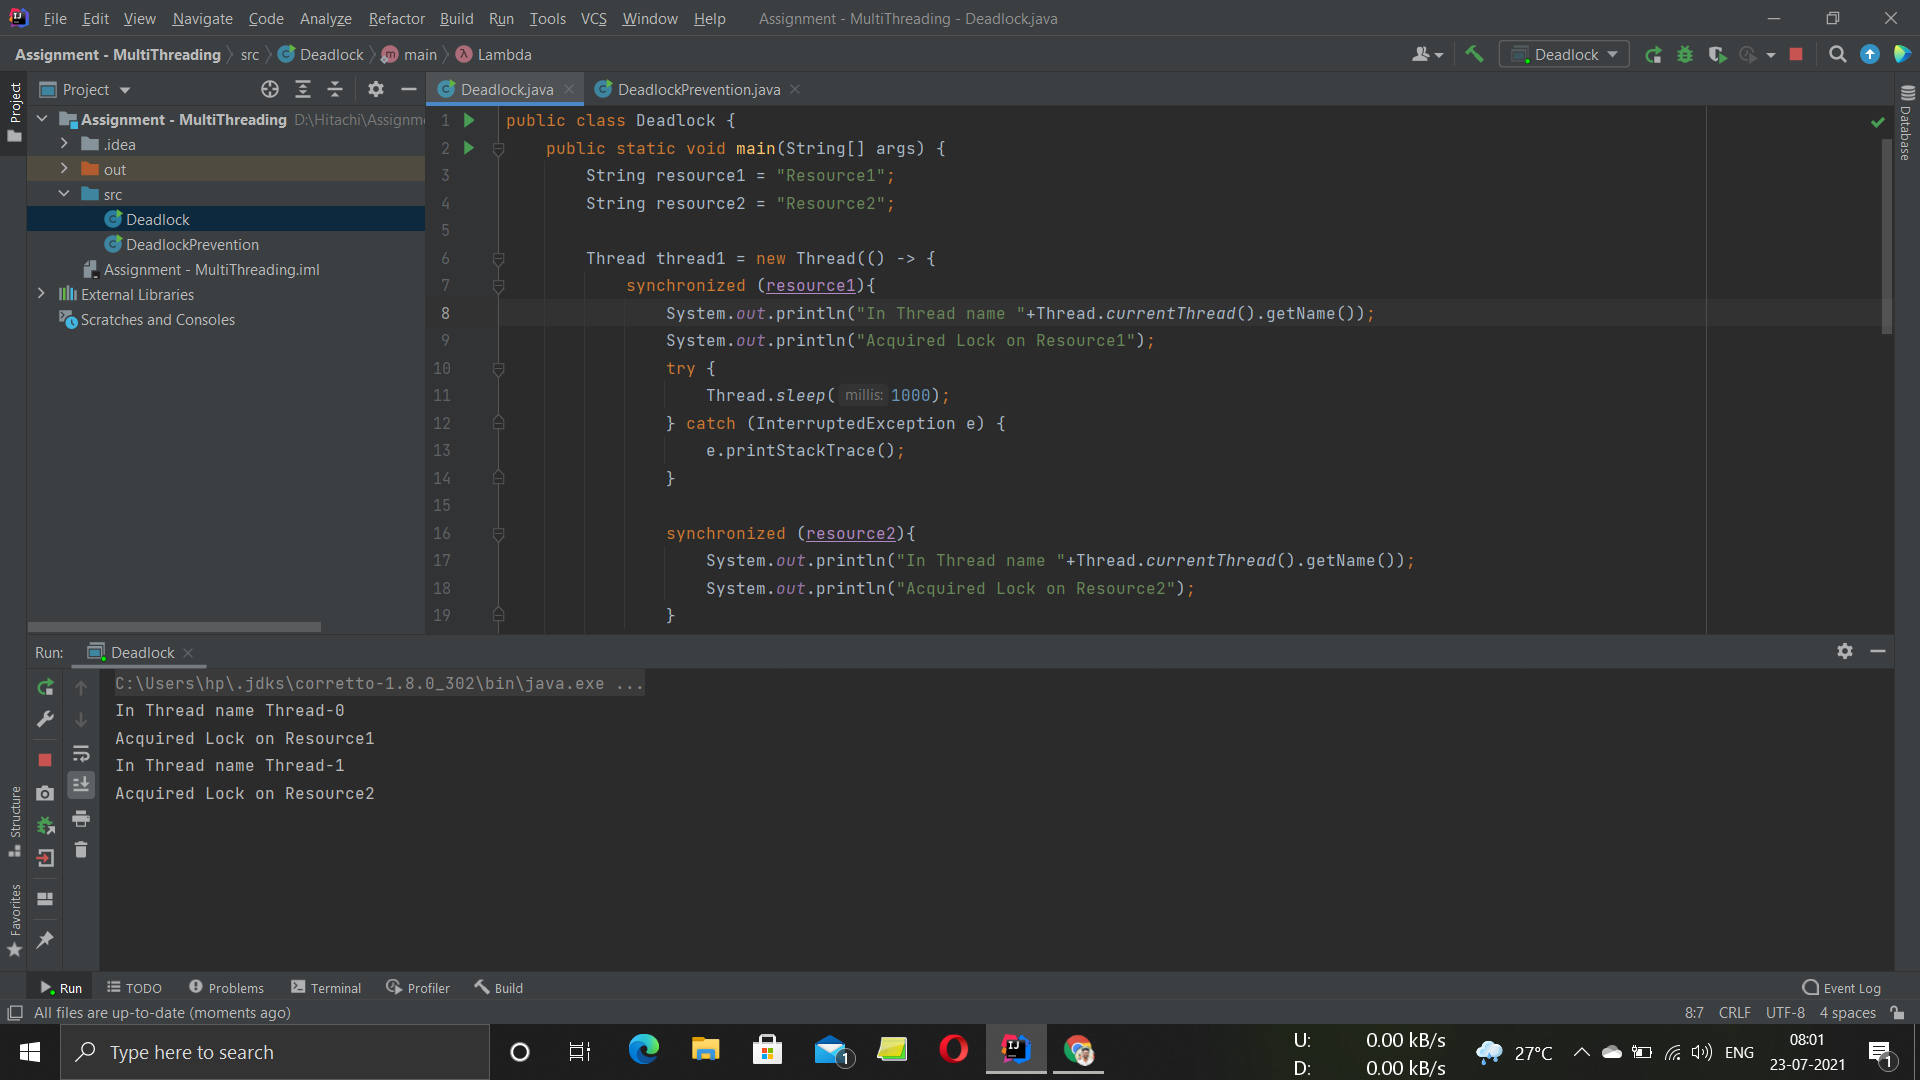 File Edit View Navigate Code Analyze Refactor Build Run Tools VCS Window Help Assignment - MultiThreading - Deadlock.java
Assignment - MultiThreading src Deadlock main Lambda
Deadlock
Project
Project
Deadlock.java DeadlockPrevention.java
Database
Assignment - MultiThreading D:\Hitachi\Assignme
.idea
out
src
Deadlock
DeadlockPrevention
Assignment - MultiThreading.iml
External Libraries
Scratches and Consoles
1 public class Deadlock {
2 public static void main(String[] args) {
3 String resource1 = "Resource1";
4 String resource2 = "Resource2";
5
6 Thread thread1 = new Thread(() -> {
7 synchronized (resource1){
8 System.out.println("In Thread name "+Thread.currentThread().getName());
9 System.out.println("Acquired Lock on Resource1");
10 try {
11 Thread.sleep( millis: 1000);
12 } catch (InterruptedException e) {
13 e.printStackTrace();
14 }
15
16 synchronized (resource2){
17 System.out.println("In Thread name "+Thread.currentThread().getName());
18 System.out.println("Acquired Lock on Resource2");
19 }
Run: Deadlock
C:\Users\hp\.jdks\corretto-1.8.0_302\bin\java.exe ...
In Thread name Thread-0
Acquired Lock on Resource1
In Thread name Thread-1
Acquired Lock on Resource2
Structure
Favorites
Run TODO Problems Terminal Profiler Build Event Log
All files are up-to-date (moments ago) 8:7 CRLF UTF-8 4 spaces
Type here to search
1
U: 0.00 kB/s
D: 0.00 kB/s
27°C
ENG
08:01
23-07-2021
1